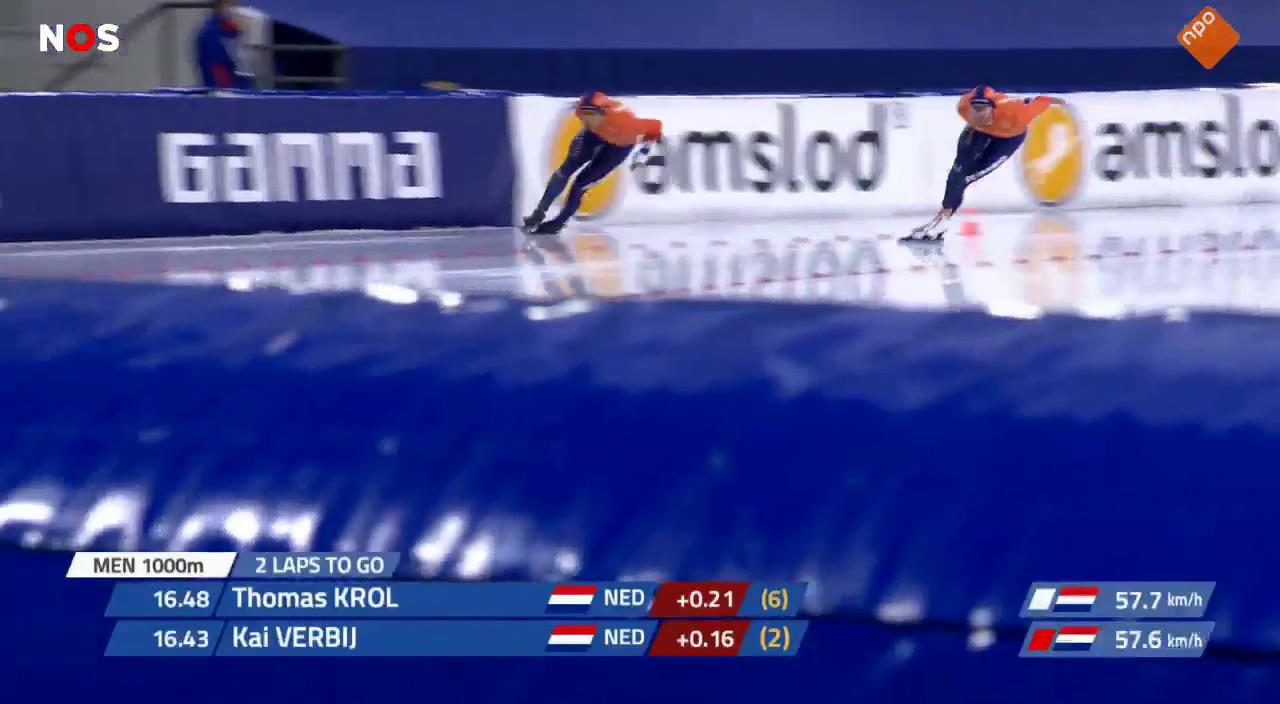 NOS
npo
Ganna
amslod
amslod
MEN 1000m 2 LAPS TO GO
16.48 Thomas KROL NED +0.21 (6) 57.7 km/h
16.43 Kai VERBIJ NED +0.16 (2) 57.6 km/h